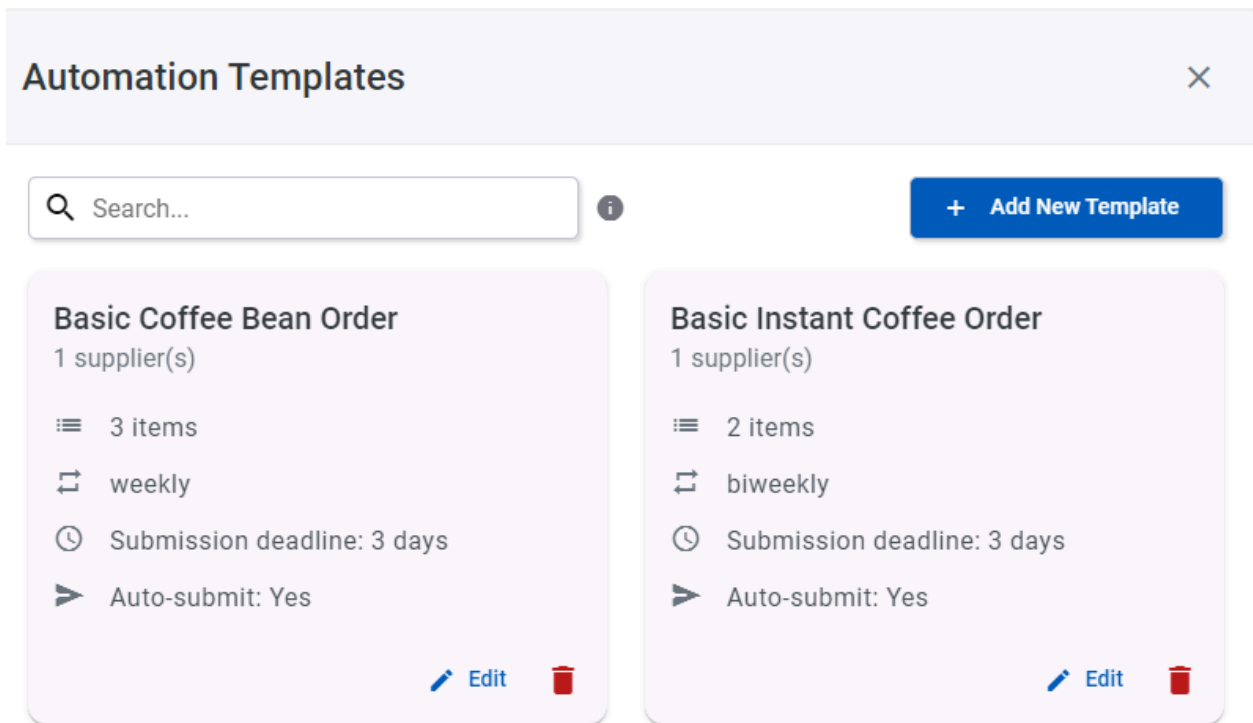 Automation Templates
Search...
+ Add New Template
Basic Coffee Bean Order
1 supplier(s)
3 items
weekly
Submission deadline: 3 days
Auto-submit: Yes
Edit
Basic Instant Coffee Order
1 supplier(s)
2 items
biweekly
Submission deadline: 3 days
Auto-submit: Yes
Edit